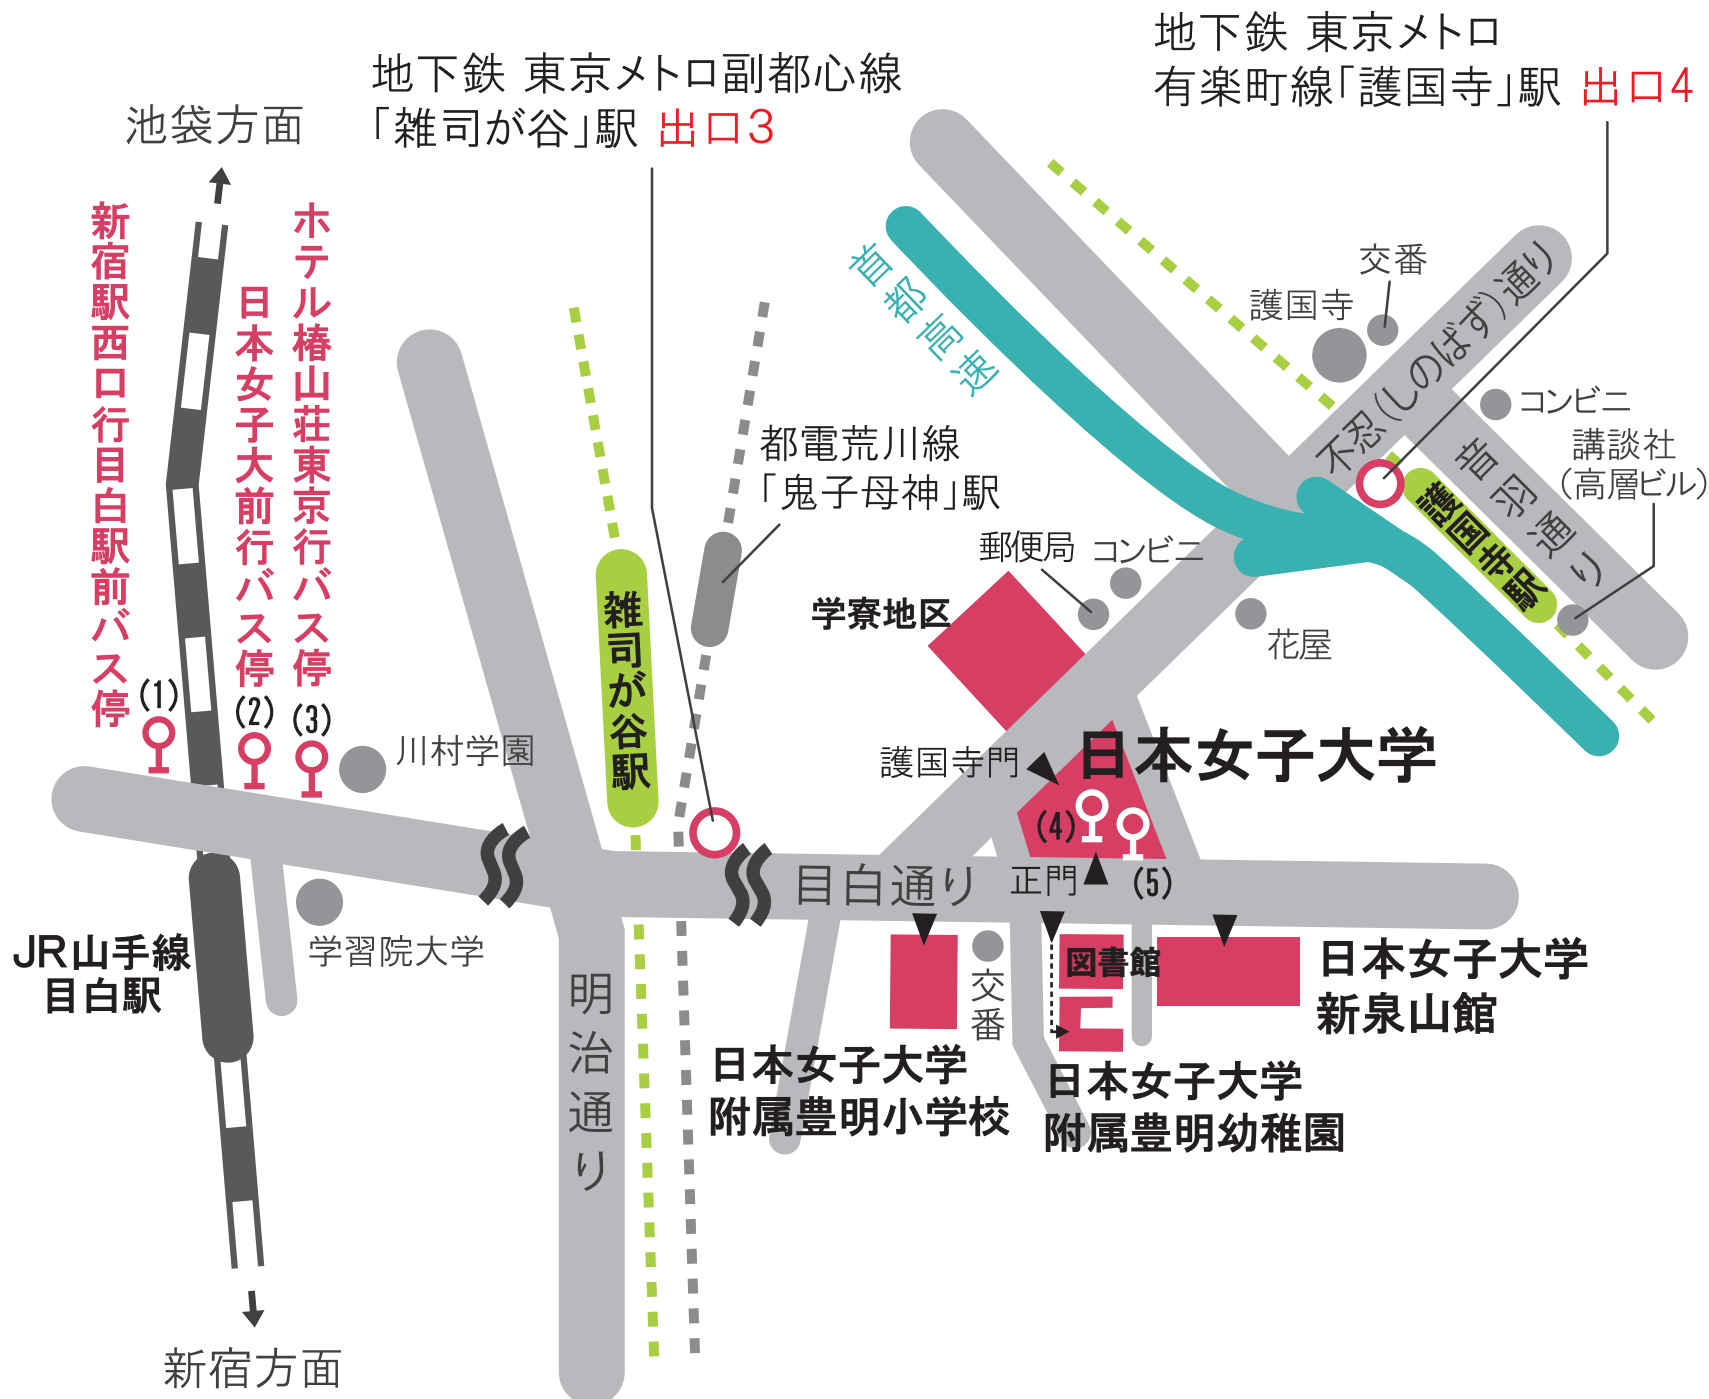 地下鉄 東京メトロ
有楽町線「護国寺」駅 出口4
地下鉄 東京メトロ副都心線
「雑司が谷」駅 出口3
池袋方面
新宿駅西口行目白駅前バス停
(1)
日本女子大前行バス停
(2)
ホテル椿山荘東京行バス停
(3)
首都高速
交番
護国寺
不忍(しのばず)通り
コンビニ
講談社
(高層ビル)
音羽通り
護国寺駅
都電荒川線
「鬼子母神」駅
郵便局
コンビニ
学寮地区
花屋
雑司が谷駅
川村学園
護国寺門
日本女子大学
(4)
(5)
目白通り
正門
学習院大学
JR山手線
目白駅
明治通り
交番
図書館
日本女子大学
新泉山館
日本女子大学
附属豊明小学校
日本女子大学
附属豊明幼稚園
新宿方面